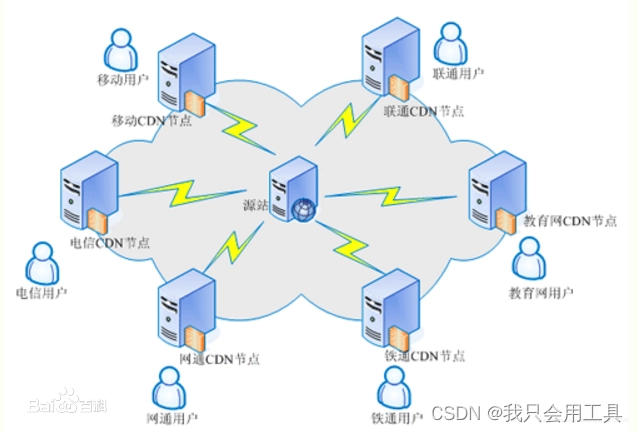 移动用户
联通用户
移动CDN节点
联通CDN节点
源站
教育网CDN节点
电信CDN节点
电信用户
教育网用户
网通CDN节点
铁通CDN节点
Bai百科
网通用户
铁通用户
CSDN @我只会用工具